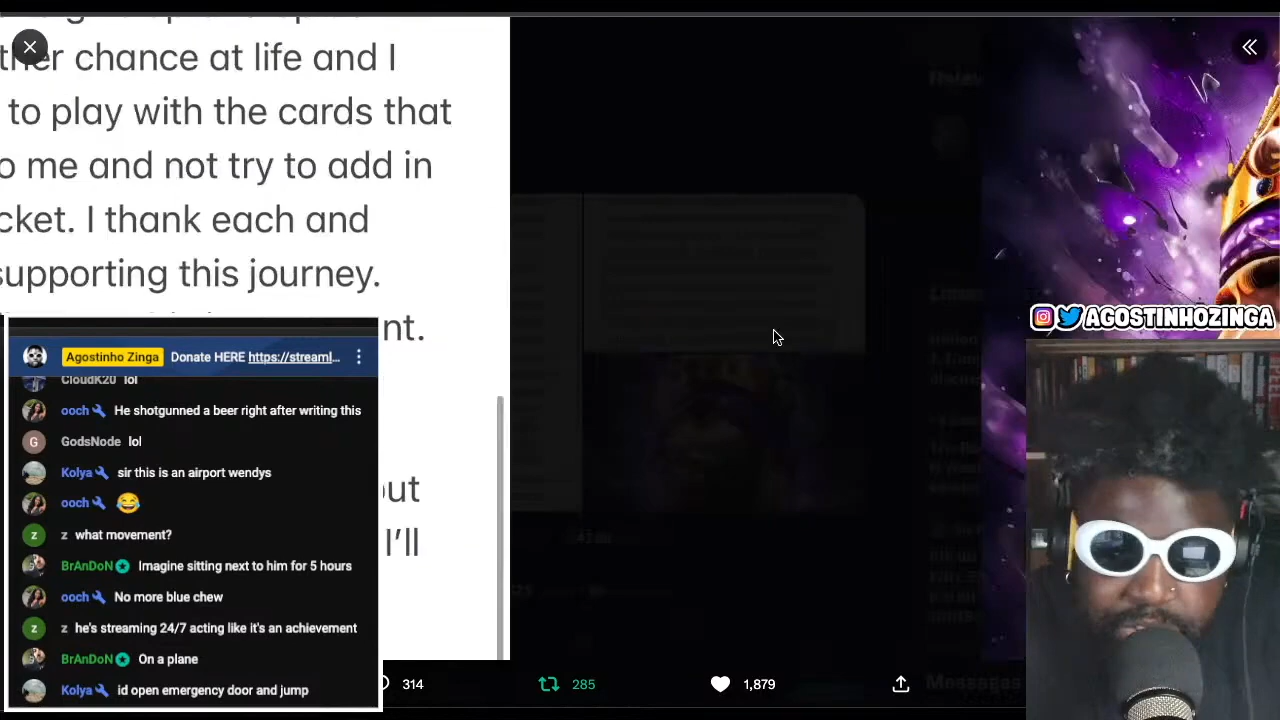 ther chance at life and I
to play with the cards that
o me and not try to add in
cket. I thank each and
supporting this journey.
nt.
out
I'll
Agostinho Zinga Donate HERE https://streaml...
CloudK20 lol
ooch He shotgunned a beer right after writing this
G GodsNode lol
Kolya sir this is an airport wendys
ooch 😂
z z what movement?
BrAnDoN Imagine sitting next to him for 5 hours
ooch No more blue chew
z z he's streaming 24/7 acting like it's an achievement
BrAnDoN On a plane
Kolya id open emergency door and jump
314
285
1,879
AGOSTINHOZINGA
Messages